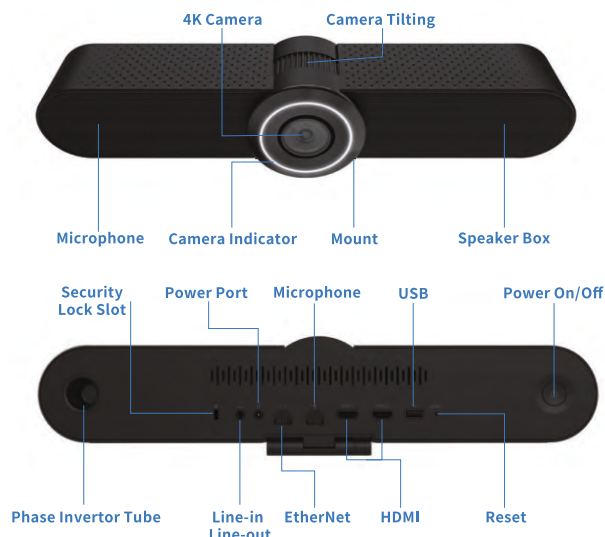 4K Camera
Camera Tilting
Microphone
Camera Indicator
Mount
Speaker Box
Security
Lock Slot
Power Port
Microphone
USB
Power On/Off
Phase Invertor Tube
Line-in
Line-out
EtherNet
HDMI
Reset